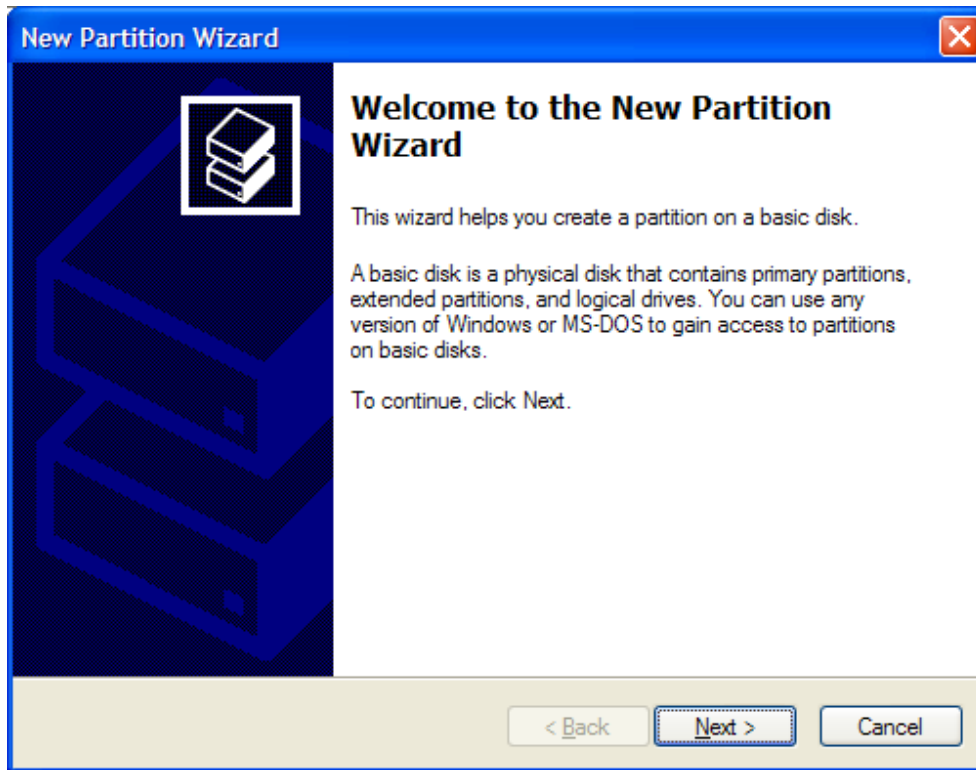 New Partition Wizard
Welcome to the New Partition
Wizard
This wizard helps you create a partition on a basic disk.
A basic disk is a physical disk that contains primary partitions,
extended partitions, and logical drives. You can use any
version of Windows or MS-DOS to gain access to partitions
on basic disks.
To continue, click Next.
< Back Next > Cancel